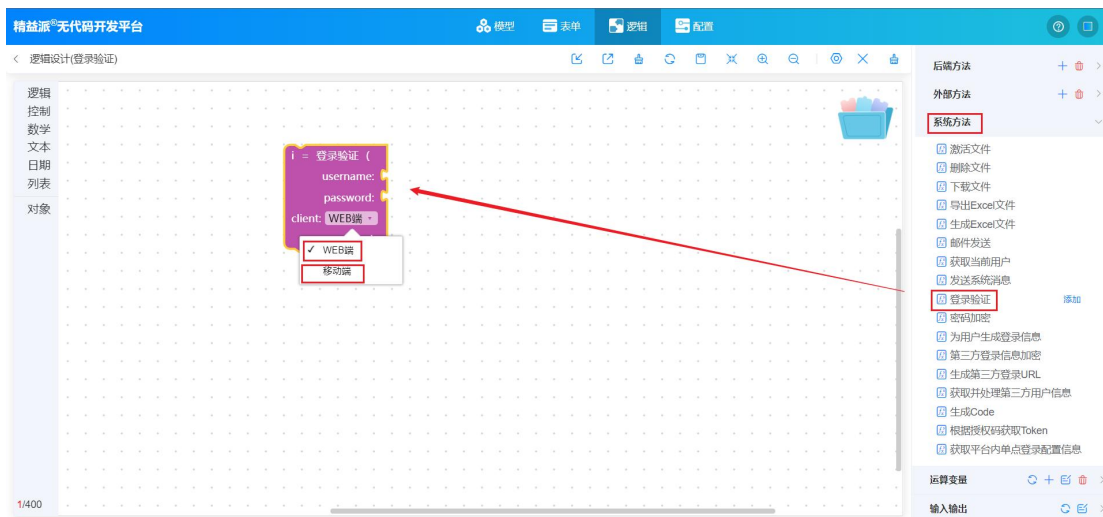 精益派®无代码开发平台
模型
表单
逻辑
配置
逻辑设计(登录验证)
逻辑
控制
数学
文本
日期
列表
对象
i = 登录验证 (
username:
password:
client: WEB端
✓ WEB端
移动端
1/400
后端方法
外部方法
系统方法
激活文件
删除文件
下载文件
导出Excel文件
生成Excel文件
邮件发送
获取当前用户
发送系统消息
登录验证 添加
密码加密
为用户生成登录信息
第三方登录信息加密
生成第三方登录URL
获取并处理第三方用户信息
生成Code
根据授权码获取Token
获取平台内单点登录配置信息
运算变量
输入输出